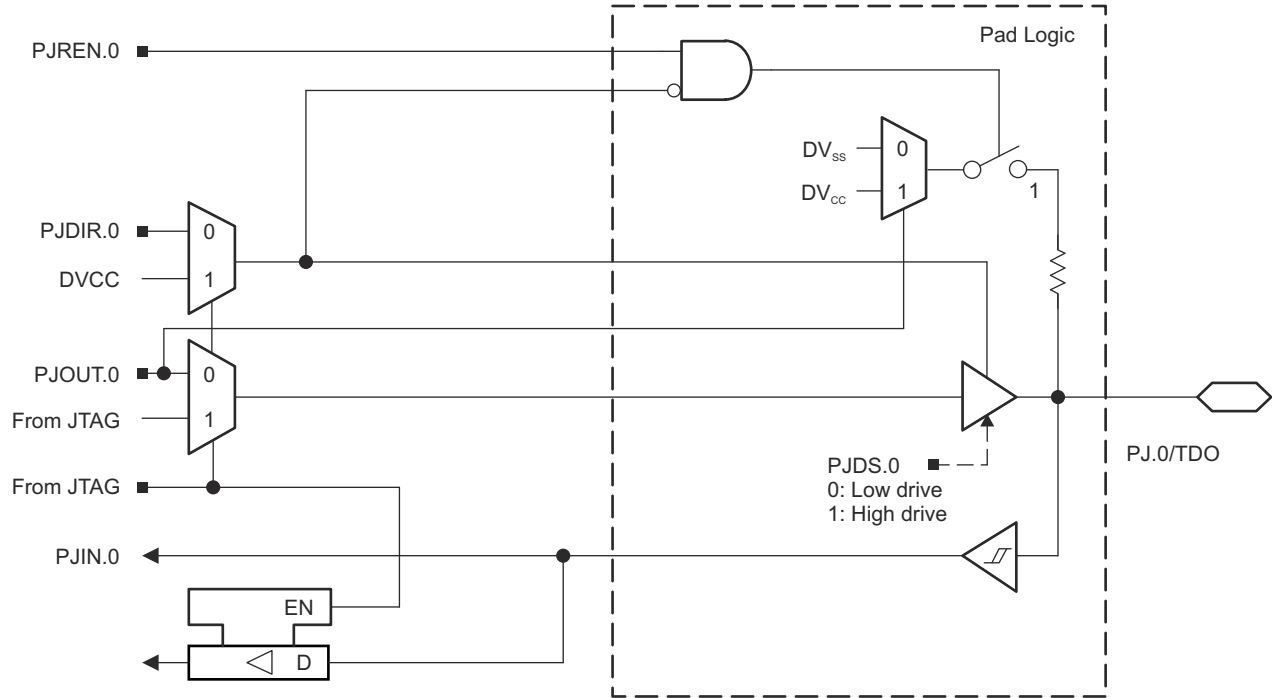 Pad Logic
PJREN.0
DVSS
0
DVCC
1
1
PJDIR.0
0
DVCC
1
PJOUT.0
0
From JTAG
1
PJ.0/TDO
PJDS.0
0: Low drive
1: High drive
From JTAG
PJIN.0
EN
D